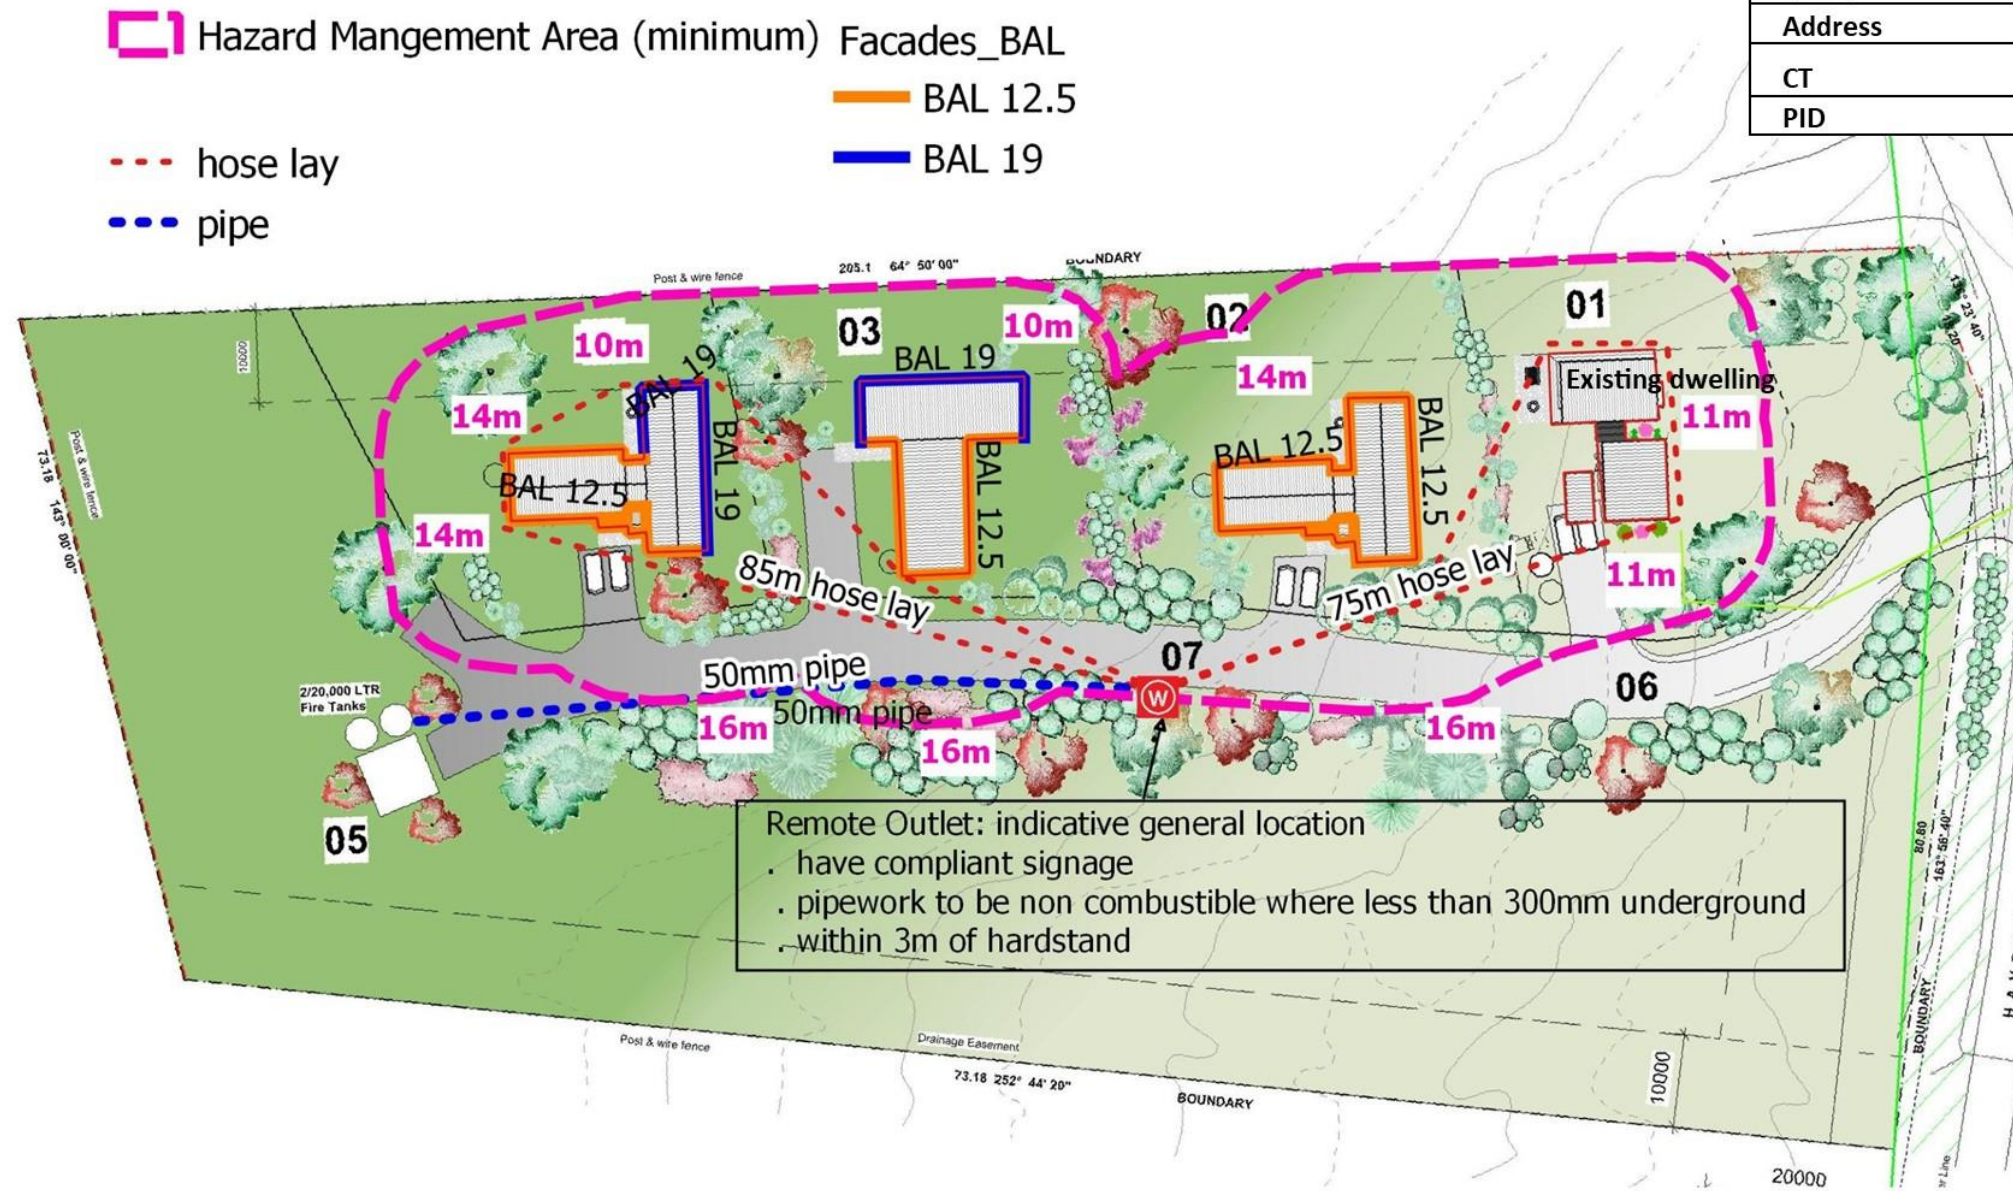 Hazard Mangement Area (minimum)
Facades_BAL
BAL 12.5
BAL 19
hose lay
pipe
Address
CT
PID
Post & wire fence
205.1 64° 50' 00"
BOUNDARY
10000
10m
03
10m
02
01
BAL 19
BAL 19
14m
Existing dwelling
14m
11m
BAL 12.5
BAL 19
BAL 12.5
BAL 12.5
BAL 12.5
14m
Post & wire fence
73.18 143° 00' 00"
85m hose lay
75m hose lay
11m
50mm pipe
07
06
2/20,000 LTR
Fire Tanks
16m
50mm pipe
16m
W
16m
05
Remote Outlet: indicative general location
. have compliant signage
. pipework to be non combustible where less than 300mm underground
. within 3m of hardstand
80.80
163° 56' 40"
BOUNDARY
Post & wire fence
Drainage Easement
73.18 252° 44' 20"
BOUNDARY
10000
20000